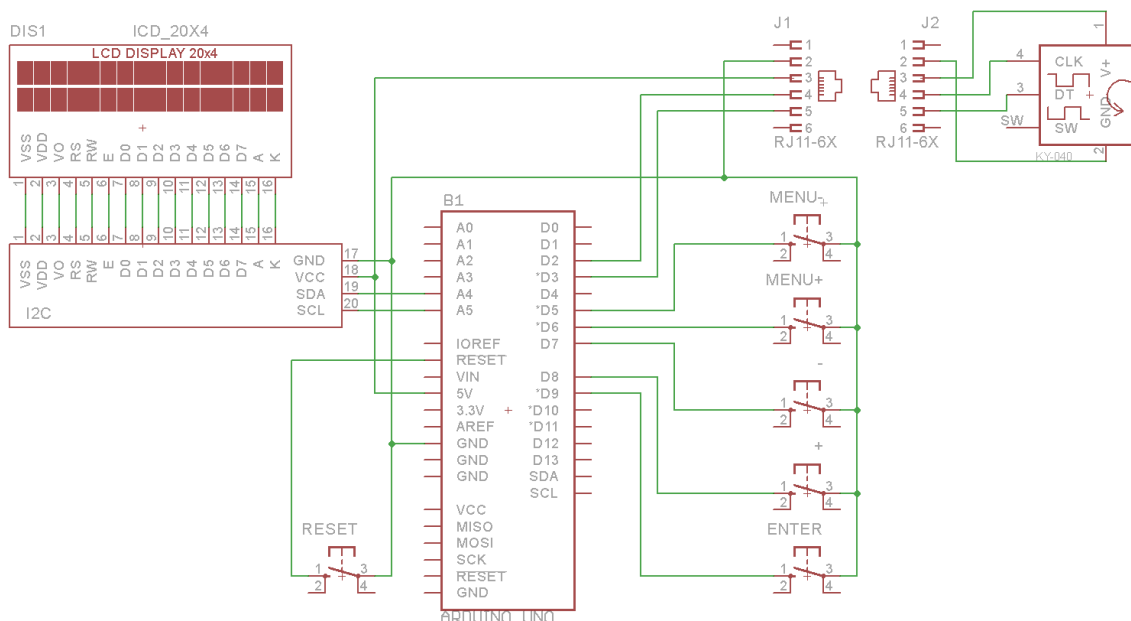 DIS1 ICD_20X4
LCD DISPLAY 20x4
VSS VDD VO RS RW E D0 D1 D2 D3 D4 D5 D6 D7 A K
1 2 3 4 5 6 7 8 9 10 11 12 13 14 15 16
1 2 3 4 5 6 7 8 9 10 11 12 13 14 15 16
VSS VDD VO RS RW E D0 D1 D2 D3 D4 D5 D6 D7 A K
GND 17
VCC 18
SDA 19
SCL 20
I2C
J1
1
2
3
4
5
6
RJ11-6X
J2
1
2
3
4
5
6
RJ11-6X
1
V+
4 CLK
3 DT
SW SW
GND
2
KY-040
B1
A0 D0
A1 D1
A2 D2
A3 *D3
A4 D4
A5 *D5
*D6
IOREF D7
RESET
VIN D8
5V *D9
3.3V *D10
AREF *D11
GND D12
GND D13
GND SDA
SCL
VCC
MISO
MOSI
SCK
RESET
GND
ARDUINO UNO
MENU-
1 3
2 4
MENU+
1 3
2 4
-
1 3
2 4
+
1 3
2 4
ENTER
1 3
2 4
RESET
1 3
2 4